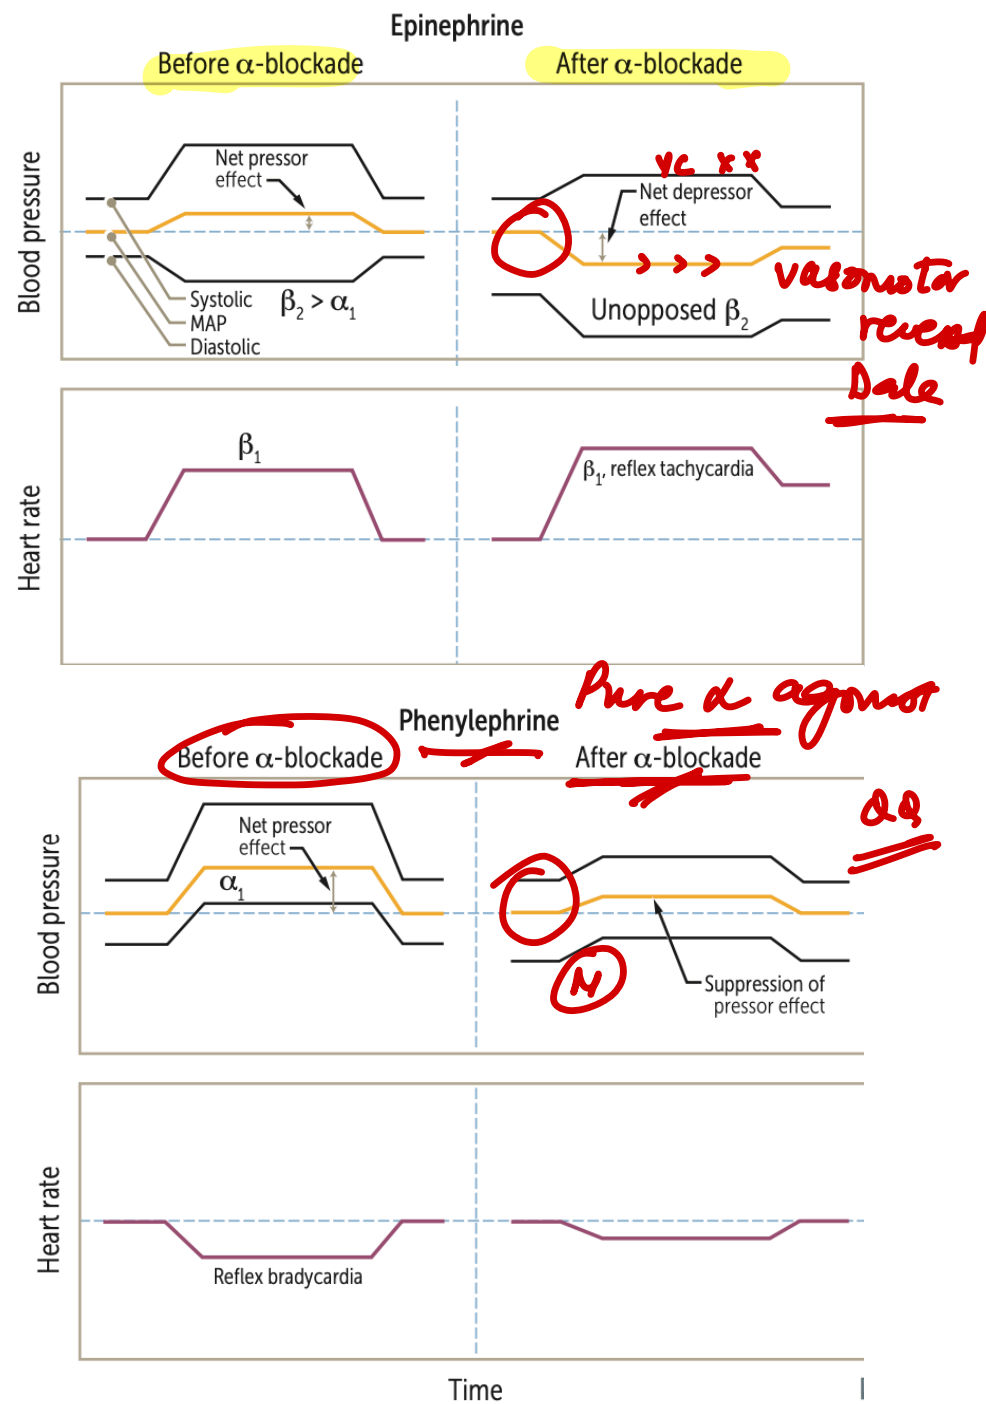 Epinephrine
Before α-blockade
After α-blockade
Blood pressure
Net pressor
effect
Systolic
MAP
Diastolic
β2 > α1
VC xx
Net depressor
effect
Unopposed β2
vasomotor
reversal
Dale
Heart rate
β1
β1, reflex tachycardia
Pure α agonist
Phenylephrine
Before α-blockade
After α-blockade
Blood pressure
Net pressor
effect
α1
N
Suppression of
pressor effect
Heart rate
Reflex bradycardia
Time